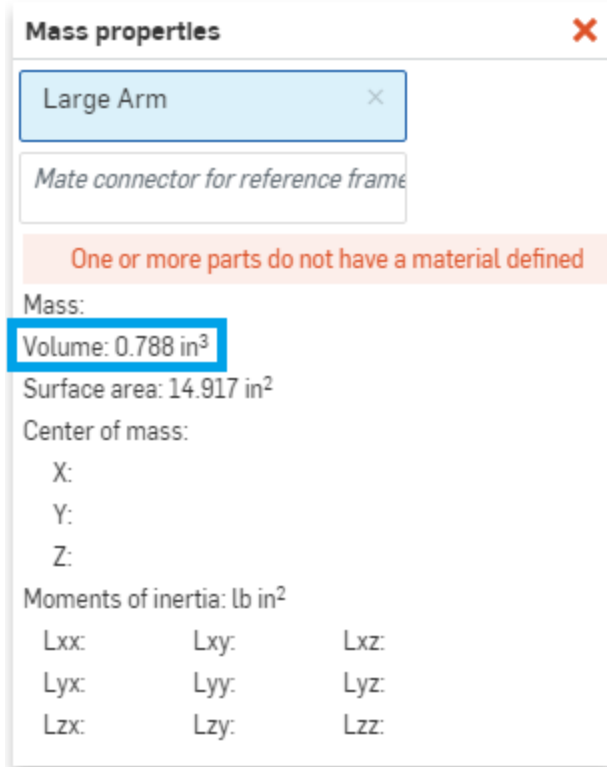 Mass properties
Large Arm
Mate connector for reference frame
One or more parts do not have a material defined
Mass:
Volume: 0.788 in³
Surface area: 14.917 in²
Center of mass:
X:
Y:
Z:
Moments of inertia: lb in²
Lxx: Lxy: Lxz:
Lyx: Lyy: Lyz:
Lzx: Lzy: Lzz: